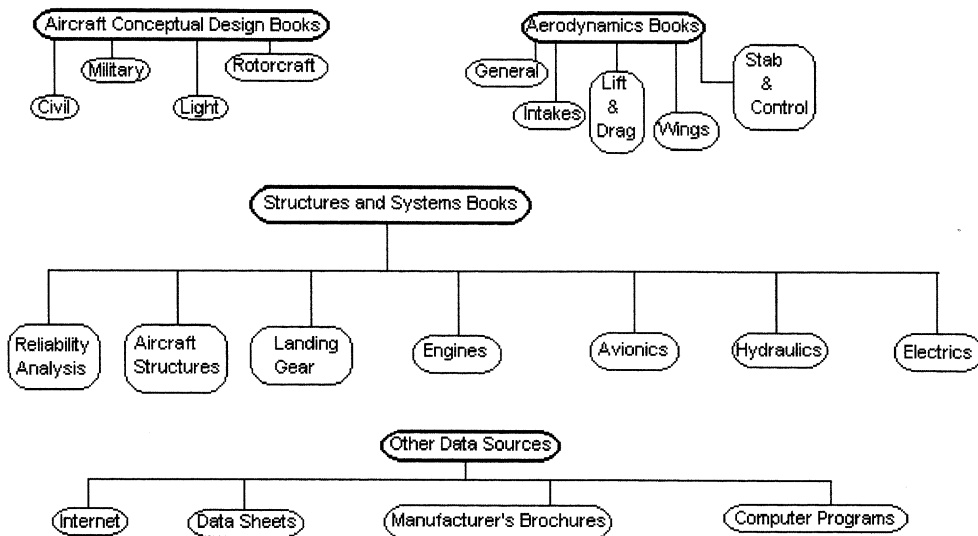 Aircraft Conceptual Design Books
Civil
Military
Light
Rotorcraft
Aerodynamics Books
General
Intakes
Lift
&
Drag
Wings
Stab
&
Control
Structures and Systems Books
Reliability
Analysis
Aircraft
Structures
Landing
Gear
Engines
Avionics
Hydraulics
Electrics
Other Data Sources
Internet
Data Sheets
Manufacturer's Brochures
Computer Programs